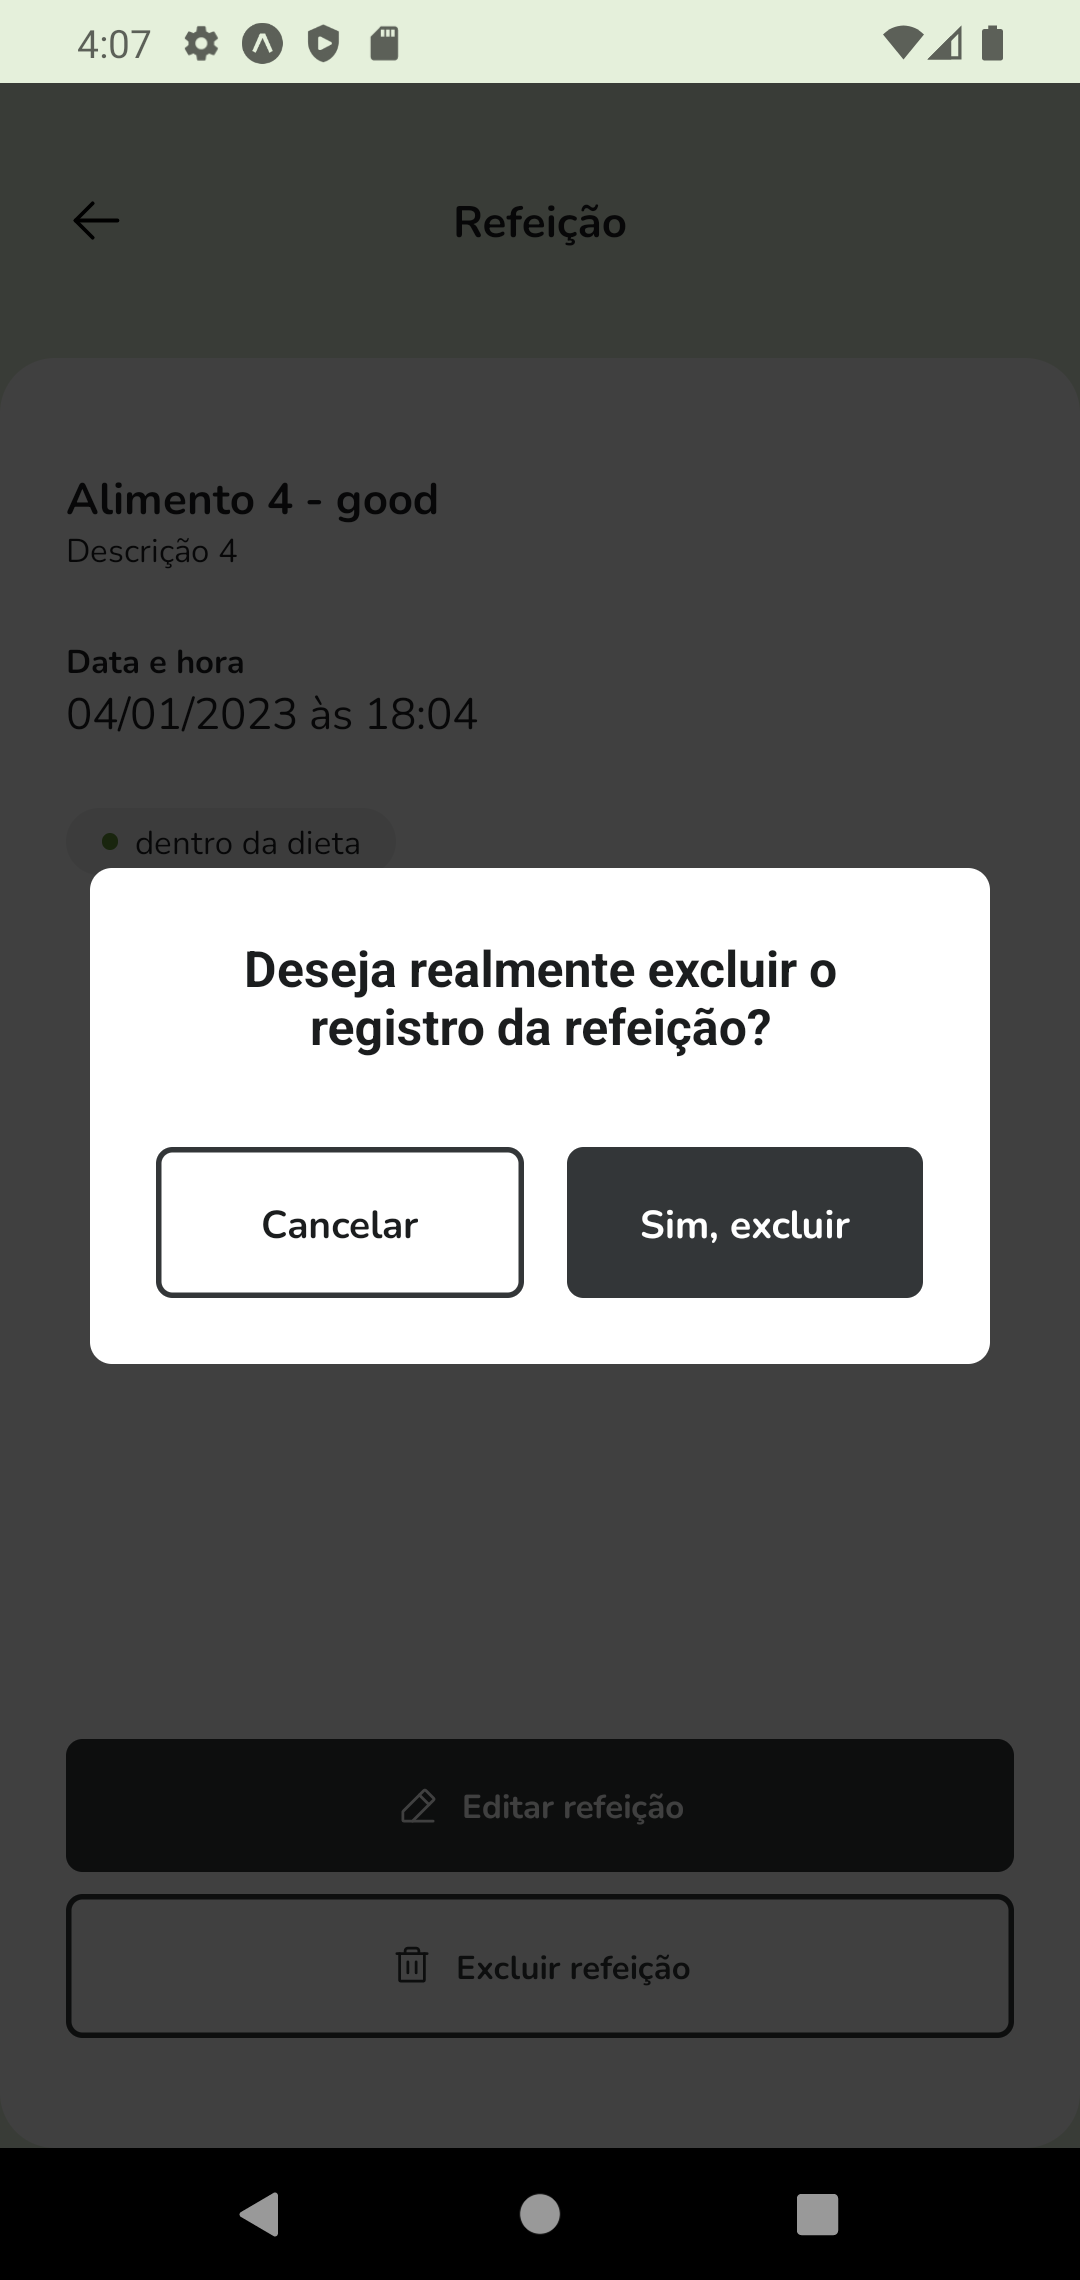 4:07
Refeição
Alimento 4 - good
Descrição 4
Data e hora
04/01/2023 às 18:04
dentro da dieta
Deseja realmente excluir o
registro da refeição?
Cancelar
Sim, excluir
Editar refeição
Excluir refeição